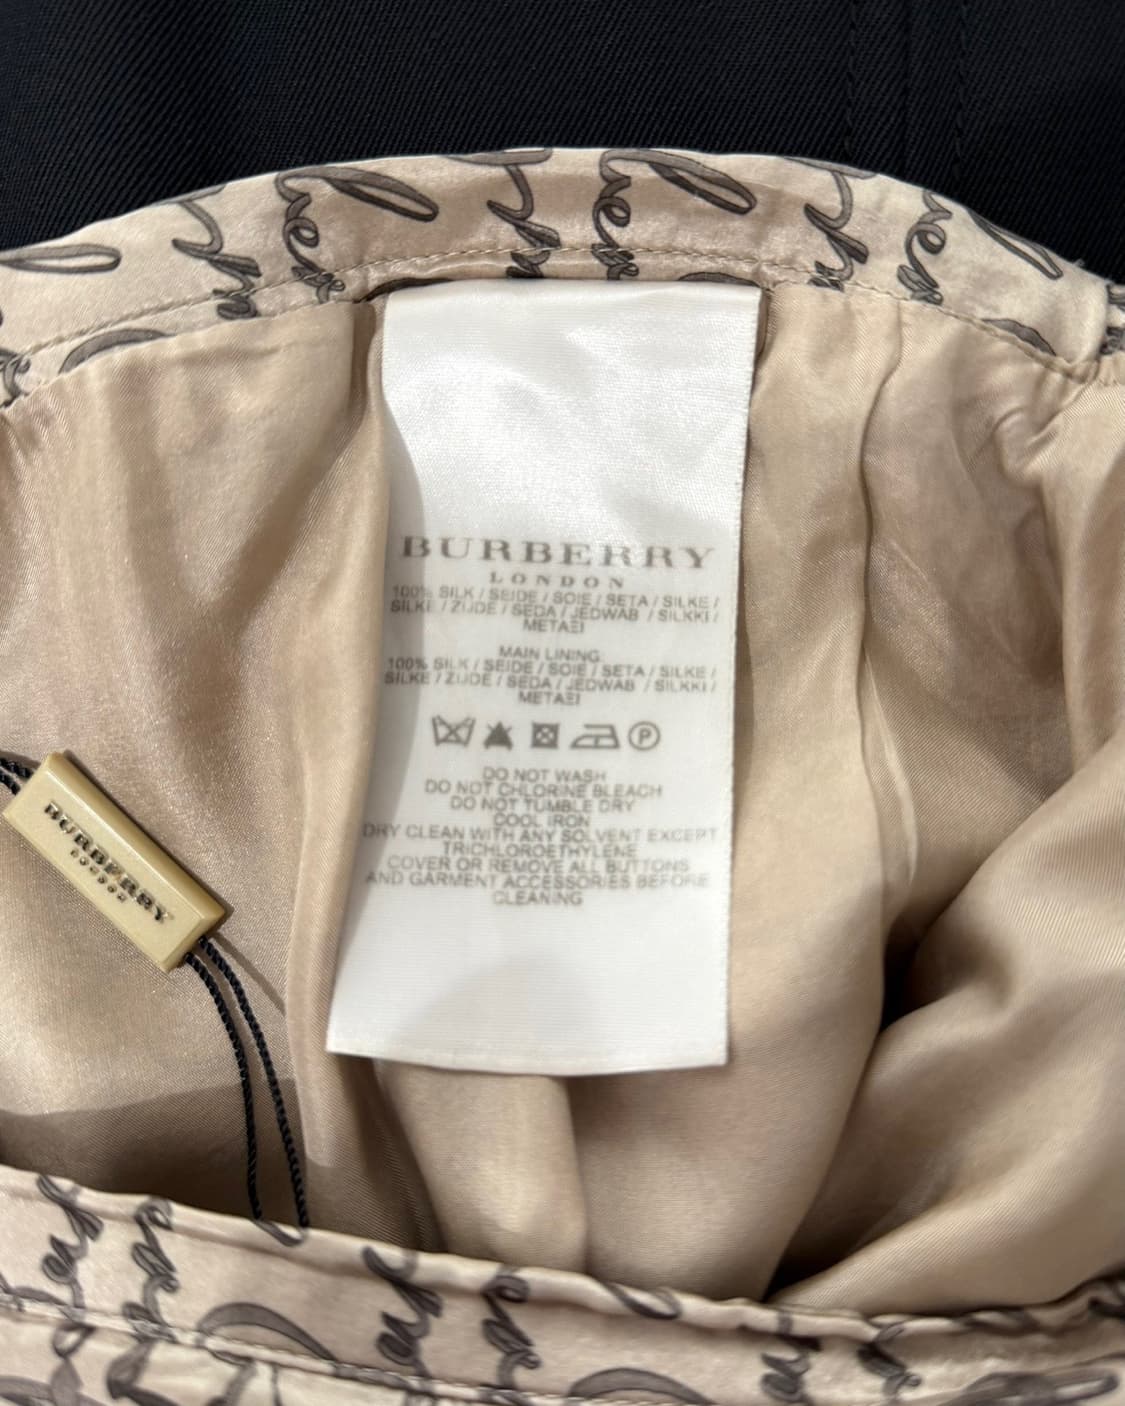 BURBERRY
LONDON
100% SILK / SEIDE / SOIE / SETA / SILKE /
SILKE / ZIJDE / SEDA / JEDWAB / SILKKI /
ΜΕΤΑΞΙ
MAIN LINING:
100% SILK / SEIDE / SOIE / SETA / SILKE /
SILKE / ZIJDE / SEDA / JEDWAB / SILKKI /
ΜΕΤΑΞΙ
P
DO NOT WASH
DO NOT CHLORINE BLEACH
DO NOT TUMBLE DRY
COOL IRON
DRY CLEAN WITH ANY SOLVENT EXCEPT
TRICHLOROETHYLENE
COVER OR REMOVE ALL BUTTONS
AND GARMENT ACCESSORIES BEFORE
CLEANING
BURBERRY
LONDON